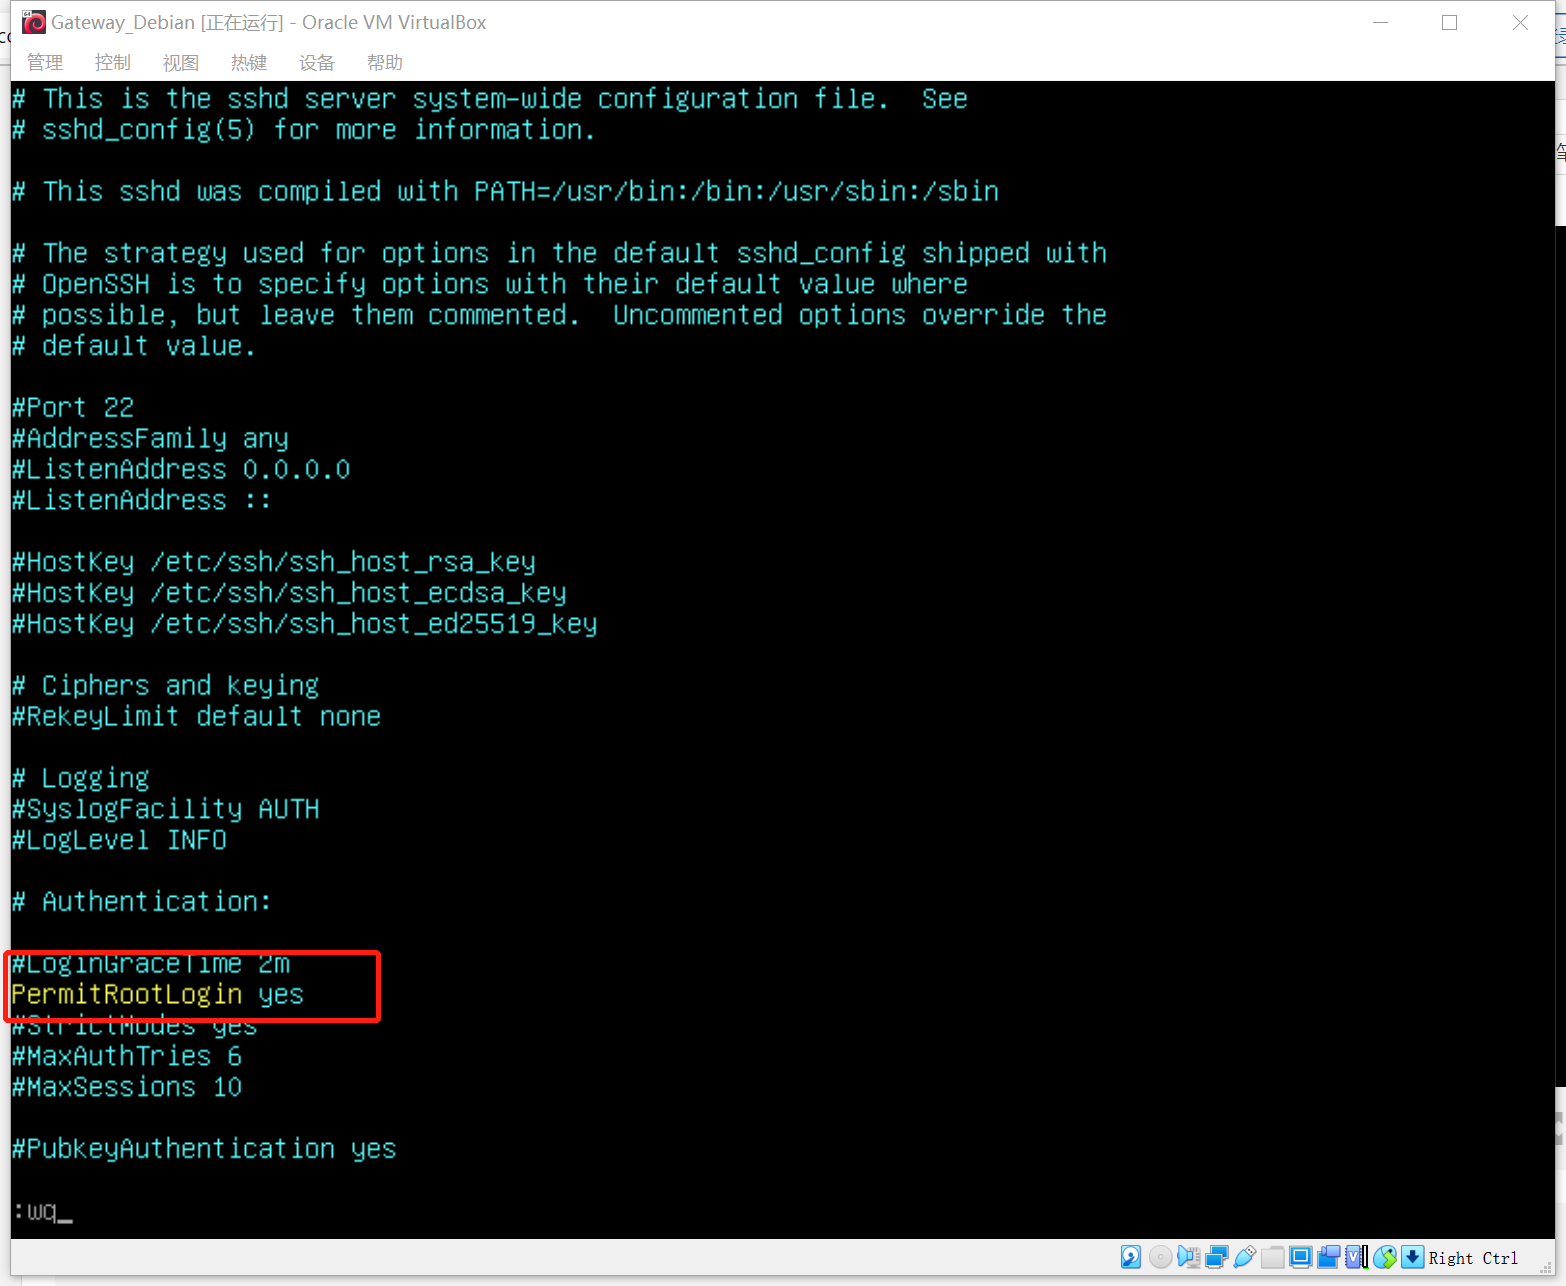 Gateway_Debian [正在运行] - Oracle VM VirtualBox
管理 控制 视图 热键 设备 帮助
# This is the sshd server system-wide configuration file.  See
# sshd_config(5) for more information.
# This sshd was compiled with PATH=/usr/bin:/bin:/usr/sbin:/sbin
# The strategy used for options in the default sshd_config shipped with
# OpenSSH is to specify options with their default value where
# possible, but leave them commented.  Uncommented options override the
# default value.
#Port 22
#AddressFamily any
#ListenAddress 0.0.0.0
#ListenAddress ::
#HostKey /etc/ssh/ssh_host_rsa_key
#HostKey /etc/ssh/ssh_host_ecdsa_key
#HostKey /etc/ssh/ssh_host_ed25519_key
# Ciphers and keying
#RekeyLimit default none
# Logging
#SyslogFacility AUTH
#LogLevel INFO
# Authentication:
#LoginGraceTime 2m
PermitRootLogin yes
#StrictModes yes
#MaxAuthTries 6
#MaxSessions 10
#PubkeyAuthentication yes
:wq_
Right Ctrl